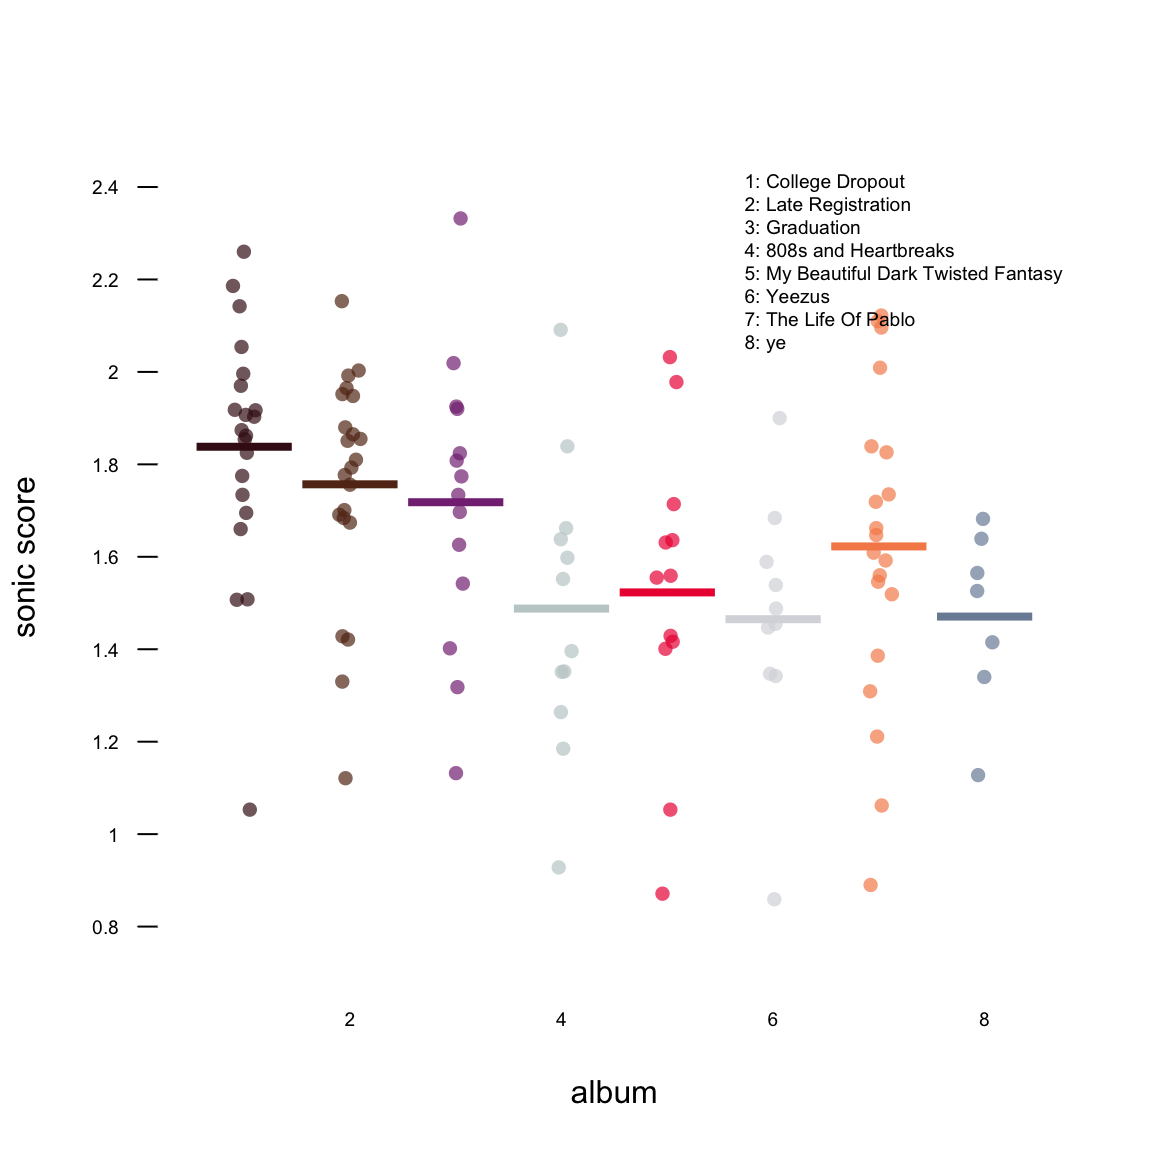 1: College Dropout
2: Late Registration
3: Graduation
4: 808s and Heartbreaks
5: My Beautiful Dark Twisted Fantasy
6: Yeezus
7: The Life Of Pablo
8: ye
2.4
2.2
2
1.8
1.6
1.4
1.2
1
0.8
sonic score
2 4 6 8
album